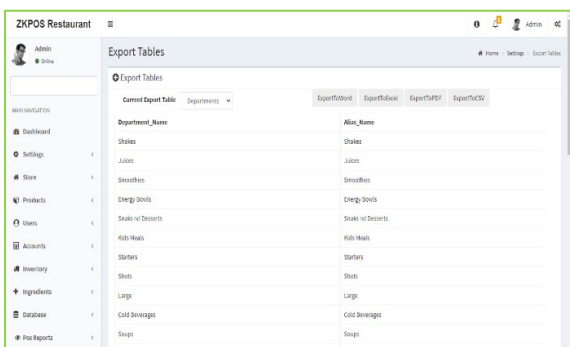 ZKPOS Restaurant
Admin
Admin
Online
Export Tables
Home > Settings > Export Tables
Export Tables
Current Export Table
Departments
ExportToWord
ExportToExcel
ExportToPDF
ExportToCSV
MAIN NAVIGATION
Dashboard
Settings
Store
Products
Users
Accounts
Inventory
Ingredients
Database
Pos Reports
Department_Name Alias_Name
Shakes Shakes
Juices Juices
Smoothies Smoothies
Energy Bowls Energy Bowls
Snaks nd Desserts Snaks nd Desserts
Kids Meals Kids Meals
Starters Starters
Shots Shots
Large Large
Cold Beverages Cold Beverages
Soups Soups